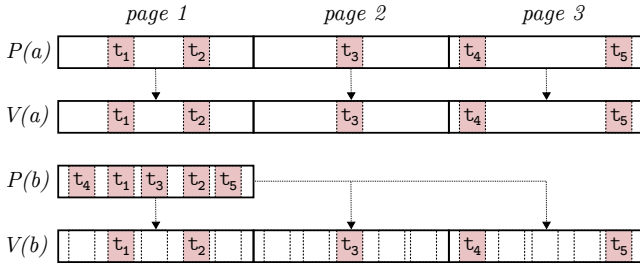 page 1 page 2 page 3
P(a) t₁ t₂ t₃ t₄ t₅
V(a) t₁ t₂ t₃ t₄ t₅
P(b) t₄ t₁ t₃ t₂ t₅
V(b) t₁ t₂ t₃ t₄ t₅